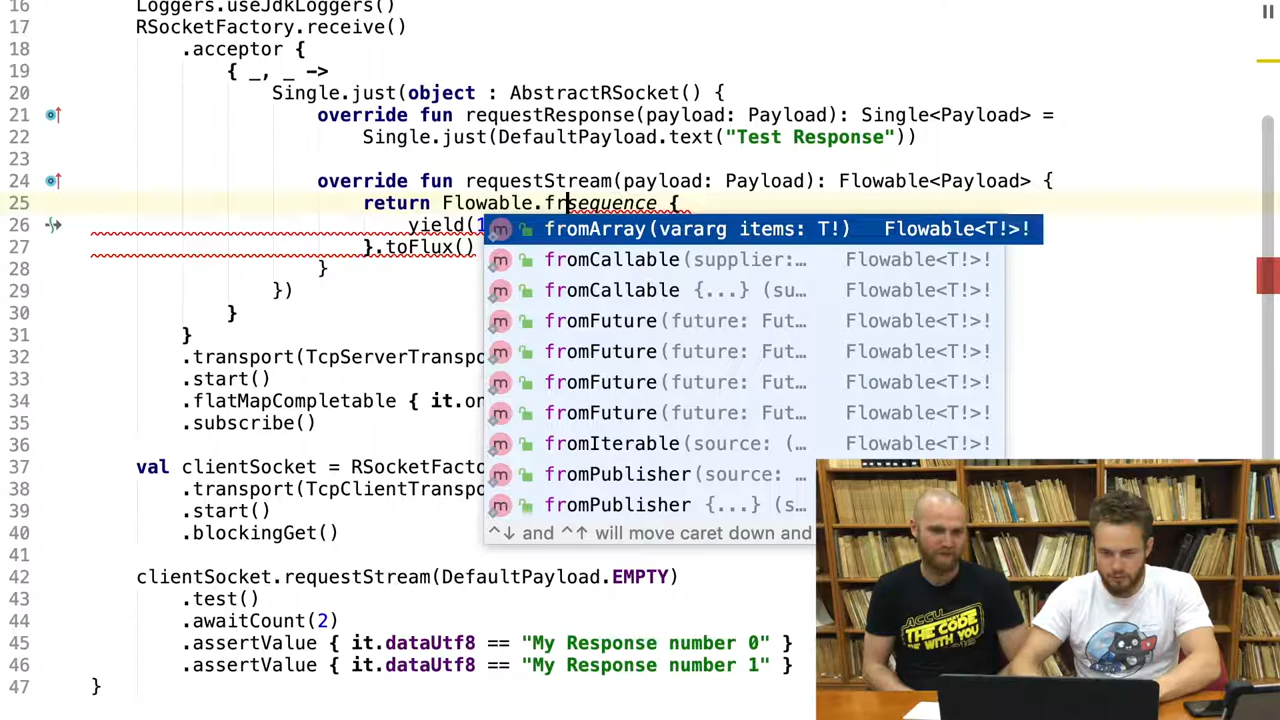 16 Loggers.useJdkLoggers()
17 RSocketFactory.receive()
18 .acceptor {
19 { _, _ ->
20 Single.just(object : AbstractRSocket() {
21 override fun requestResponse(payload: Payload): Single<Payload> =
22 Single.just(DefaultPayload.text("Test Response"))
23
24 override fun requestStream(payload: Payload): Flowable<Payload> {
25 return Flowable.frsequence {
26 yield(1
27 }.toFlux()
28 }
29 })
30 }
31 }
32 .transport(TcpServerTranspo
33 .start()
34 .flatMapCompletable { it.on
35 .subscribe()
36
37 val clientSocket = RSocketFacto
38 .transport(TcpClientTranspo
39 .start()
40 .blockingGet()
41
42 clientSocket.requestStream(DefaultPayload.EMPTY)
43 .test()
44 .awaitCount(2)
45 .assertValue { it.dataUtf8 == "My Response number 0" }
46 .assertValue { it.dataUtf8 == "My Response number 1" }
47 }
fromArray(vararg items: T!) Flowable<T!>!
fromCallable(supplier:… Flowable<T!>!
fromCallable {...} (su… Flowable<T!>!
fromFuture(future: Fut… Flowable<T!>!
fromFuture(future: Fut… Flowable<T!>!
fromFuture(future: Fut… Flowable<T!>!
fromFuture(future: Fut… Flowable<T!>!
fromIterable(source: (… Flowable<T!>!
fromPublisher(source: …
fromPublisher {...} (s…
^↓ and ^↑ will move caret down and
ACCU
THE CODE
BE WITH YOU